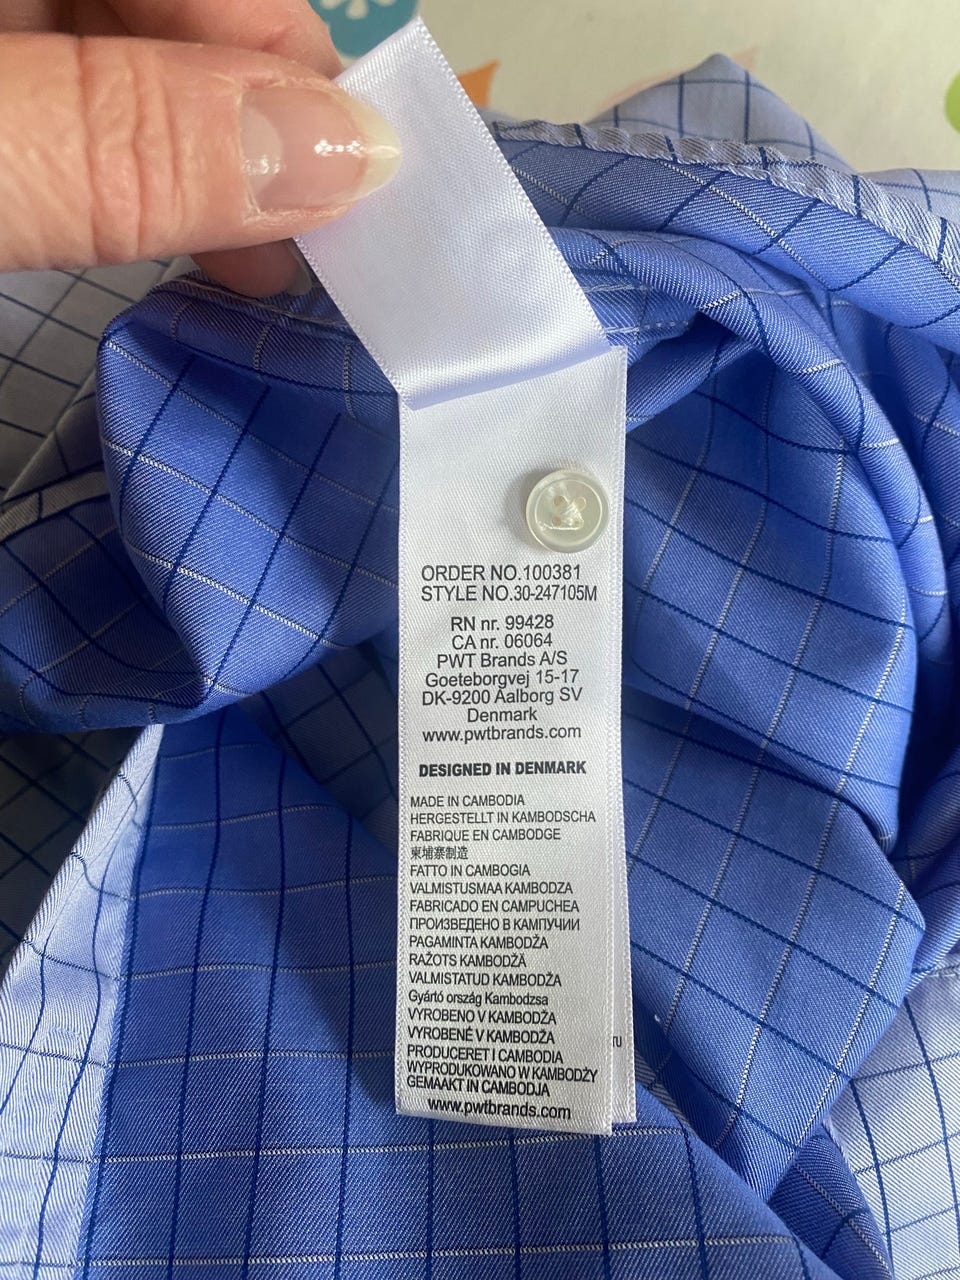 ORDER NO.100381
STYLE NO.30-247105M
RN nr. 99428
CA nr. 06064
PWT Brands A/S
Goeteborgvej 15-17
DK-9200 Aalborg SV
Denmark
www.pwtbrands.com
DESIGNED IN DENMARK
MADE IN CAMBODIA
HERGESTELLT IN KAMBODSCHA
FABRIQUE EN CAMBODGE
柬埔寨制造
FATTO IN CAMBOGIA
VALMISTUSMAA KAMBODZA
FABRICADO EN CAMPUCHEA
ПРОИЗВЕДЕНО В КАМПУЧИИ
PAGAMINTA KAMBODŽA
RAŽOTS KAMBODŽĀ
VALMISTATUD KAMBODŽA
Gyártó ország Kambodzsa
VYROBENO V KAMBODŽA
VYROBENÉ V KAMBODŽA
PRODUCERET I CAMBODIA
WYPRODUKOWANO W KAMBODŻY
GEMAAKT IN CAMBODJA
www.pwtbrands.com